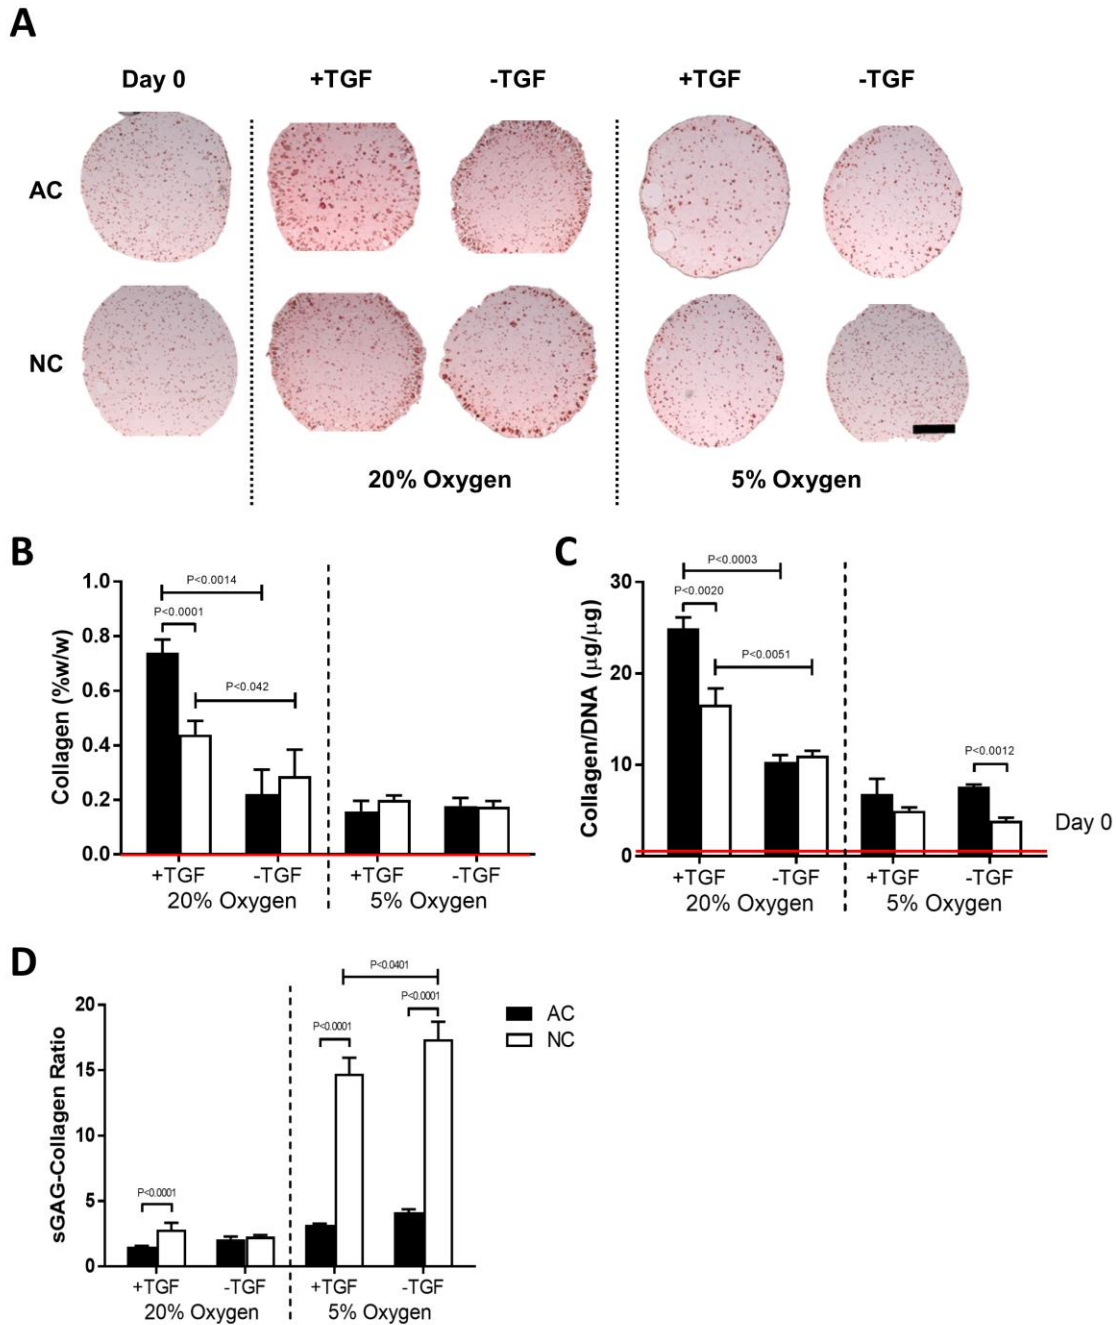 A
Day 0 +TGF -TGF +TGF -TGF
AC
NC
20% Oxygen 5% Oxygen
B
Collagen (%w/w)
1.0
0.8
0.6
0.4
0.2
0.0
P<0.0014
P<0.0001
P<0.042
+TGF -TGF +TGF -TGF
20% Oxygen 5% Oxygen
C
Collagen/DNA (µg/µg)
30
20
10
0
P<0.0003
P<0.0020
P<0.0051
P<0.0012
Day 0
+TGF -TGF +TGF -TGF
20% Oxygen 5% Oxygen
D
sGAG-Collagen Ratio
20
15
10
5
0
P<0.0401
P<0.0001
P<0.0001
P<0.0001
AC
NC
+TGF -TGF +TGF -TGF
20% Oxygen 5% Oxygen